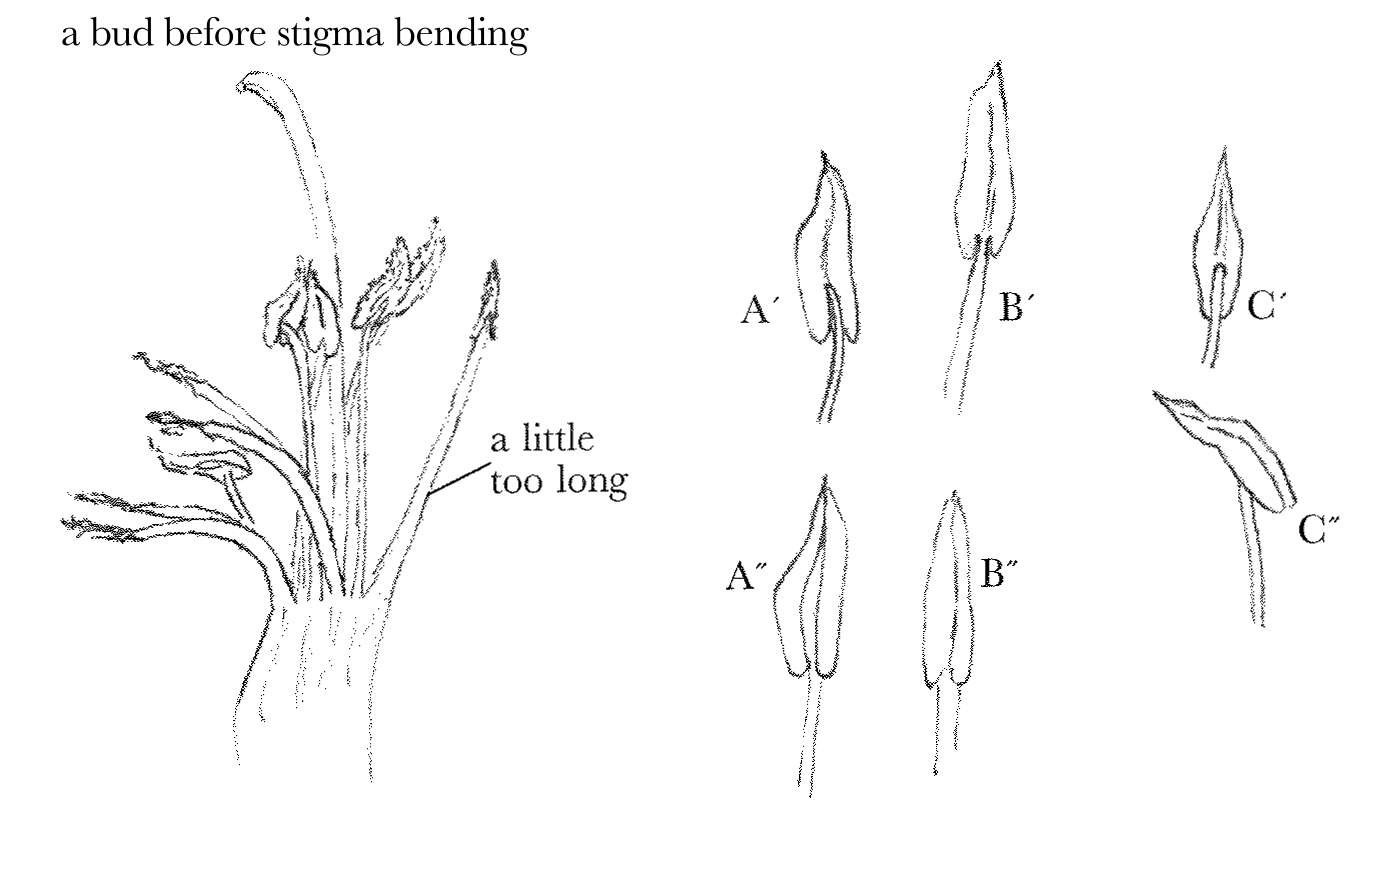 a bud before stigma bending
a little
too long
A′
B′
C′
A″
B″
C″